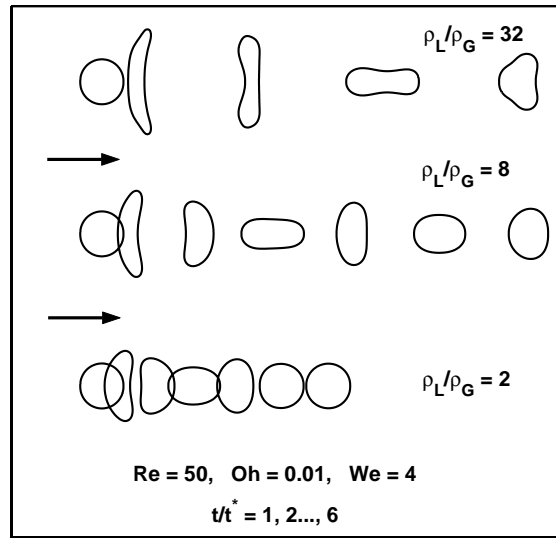 ρL/ρG = 32
ρL/ρG = 8
ρL/ρG = 2
Re = 50, Oh = 0.01, We = 4
t/t* = 1, 2..., 6